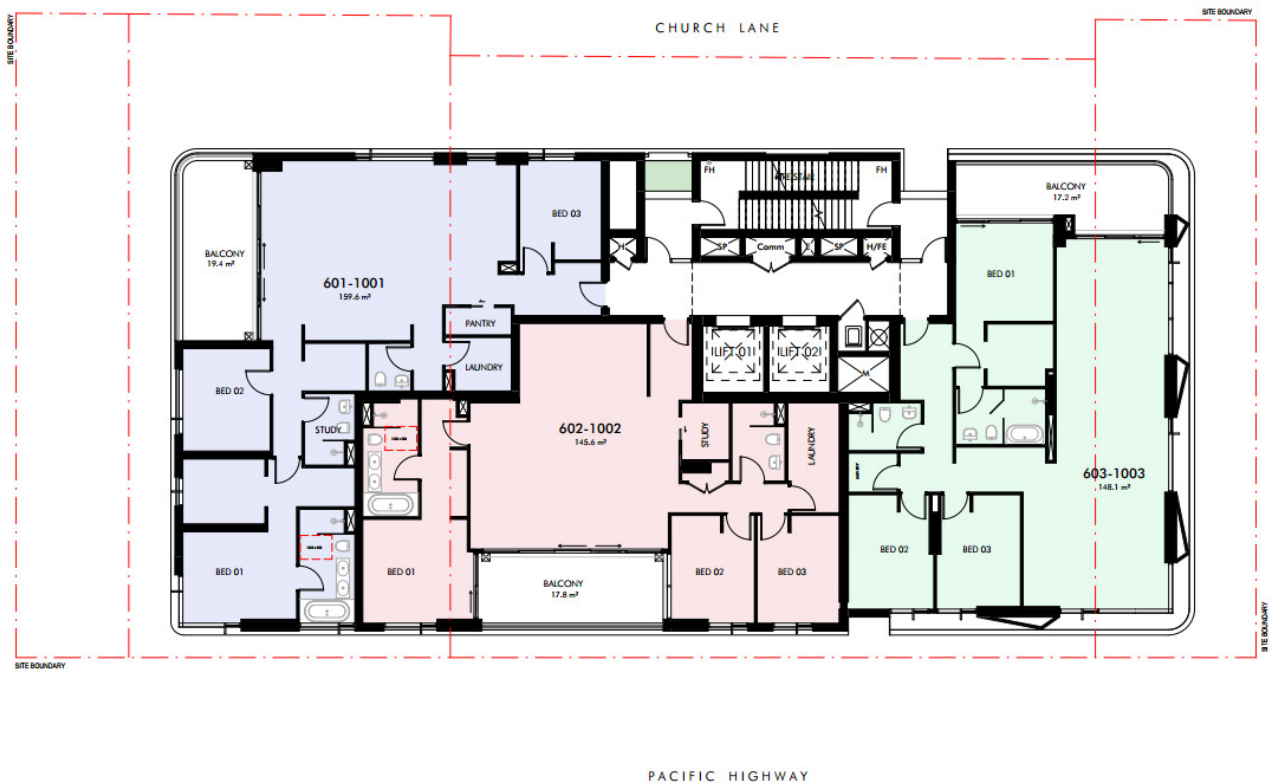 SITE BOUNDARY
SITE BOUNDARY
CHURCH LANE
FH
FIRE STAIR
FH
BALCONY
17.2 m²
BED 03
BALCONY
19.4 m²
H
SP
Comm
E
SP
H/FE
BED 01
601-1001
159.6 m²
PANTRY
LAUNDRY
LIFT 01
LIFT 02
M
BED 02
STUDY
602-1002
145.6 m²
STUDY
LAUNDRY
603-1003
148.1 m²
BED 01
BED 01
BALCONY
17.8 m²
BED 02
BED 03
BED 02
BED 03
SITE BOUNDARY
SITE BOUNDARY
PACIFIC HIGHWAY